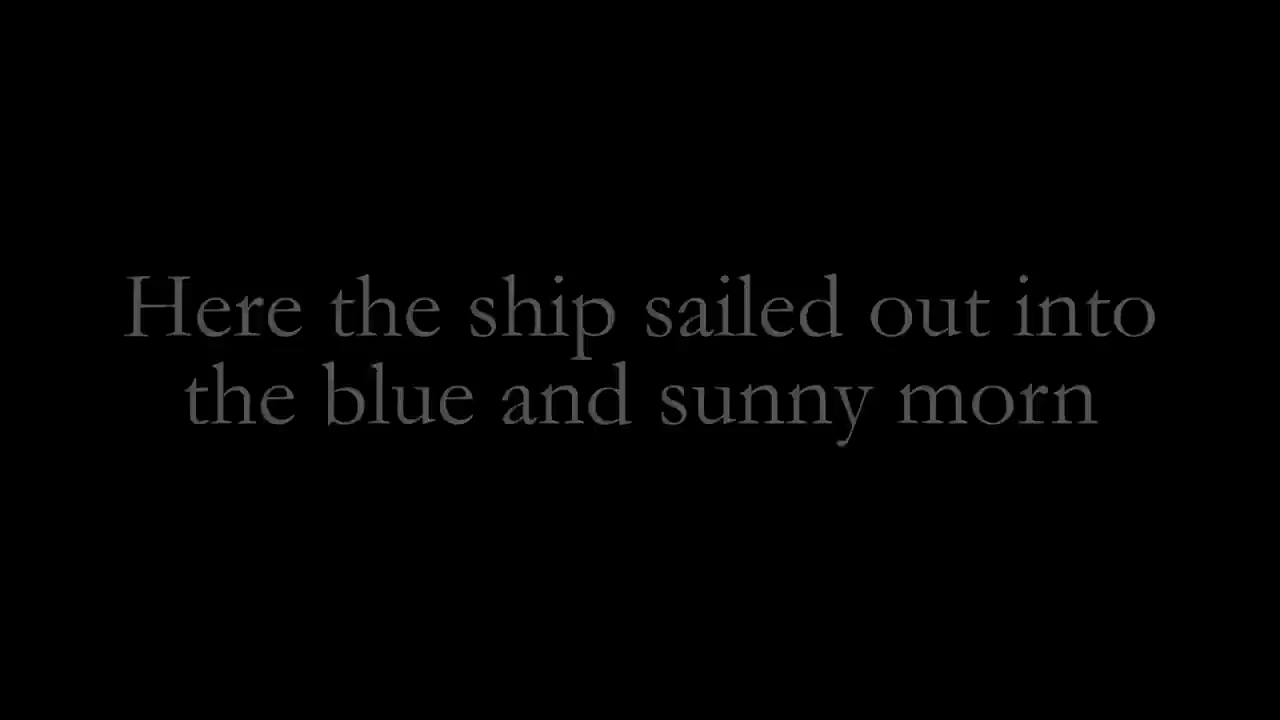 Here the ship sailed out into
the blue and sunny morn